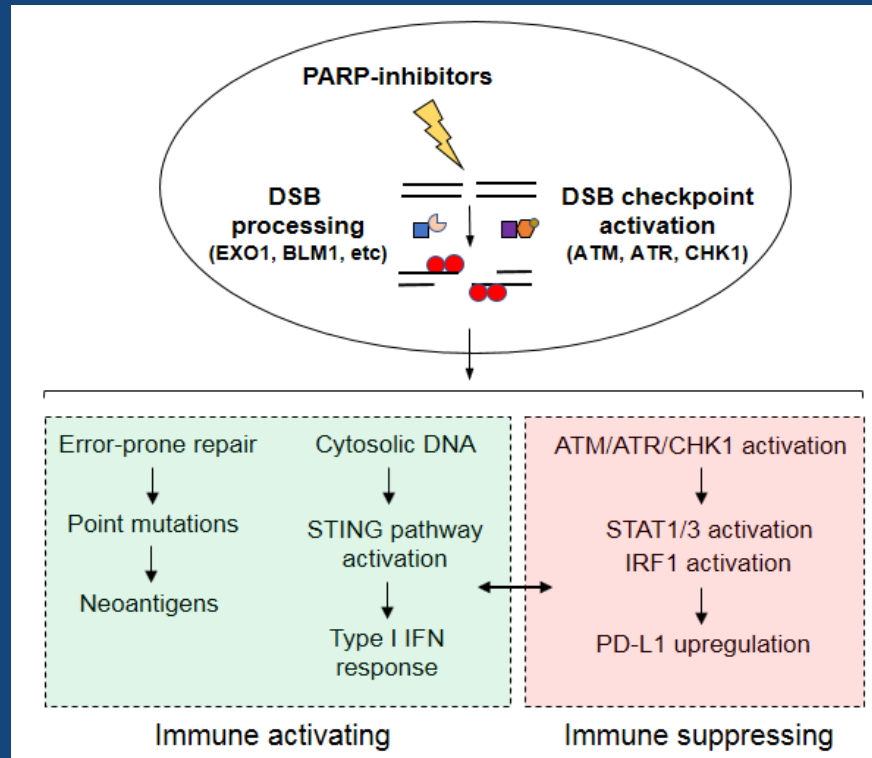 PARP-inhibitors
DSB
processing
(EXO1, BLM1, etc)
DSB checkpoint
activation
(ATM, ATR, CHK1)
Error-prone repair
Point mutations
Neoantigens
Cytosolic DNA
STING pathway
activation
Type I IFN
response
ATM/ATR/CHK1 activation
STAT1/3 activation
IRF1 activation
PD-L1 upregulation
Immune activating
Immune suppressing